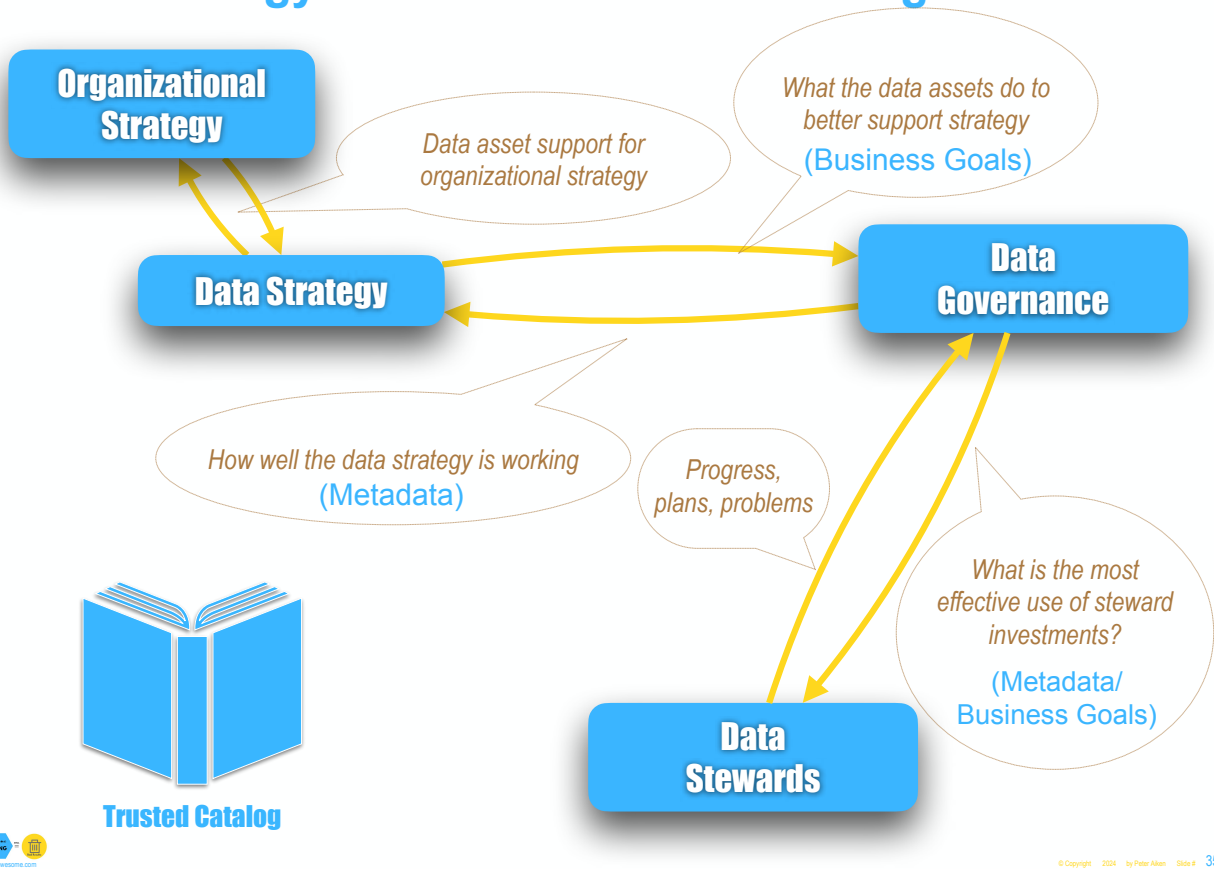 Organizational
Strategy
What the data assets do to
better support strategy
(Business Goals)
Data asset support for
organizational strategy
Data Strategy
Data
Governance
How well the data strategy is working
(Metadata)
Progress,
plans, problems
What is the most
effective use of steward
investments?
(Metadata/
Business Goals)
Data
Stewards
Trusted Catalog
© Copyright 2024 by Peter Aiken Slide # 35